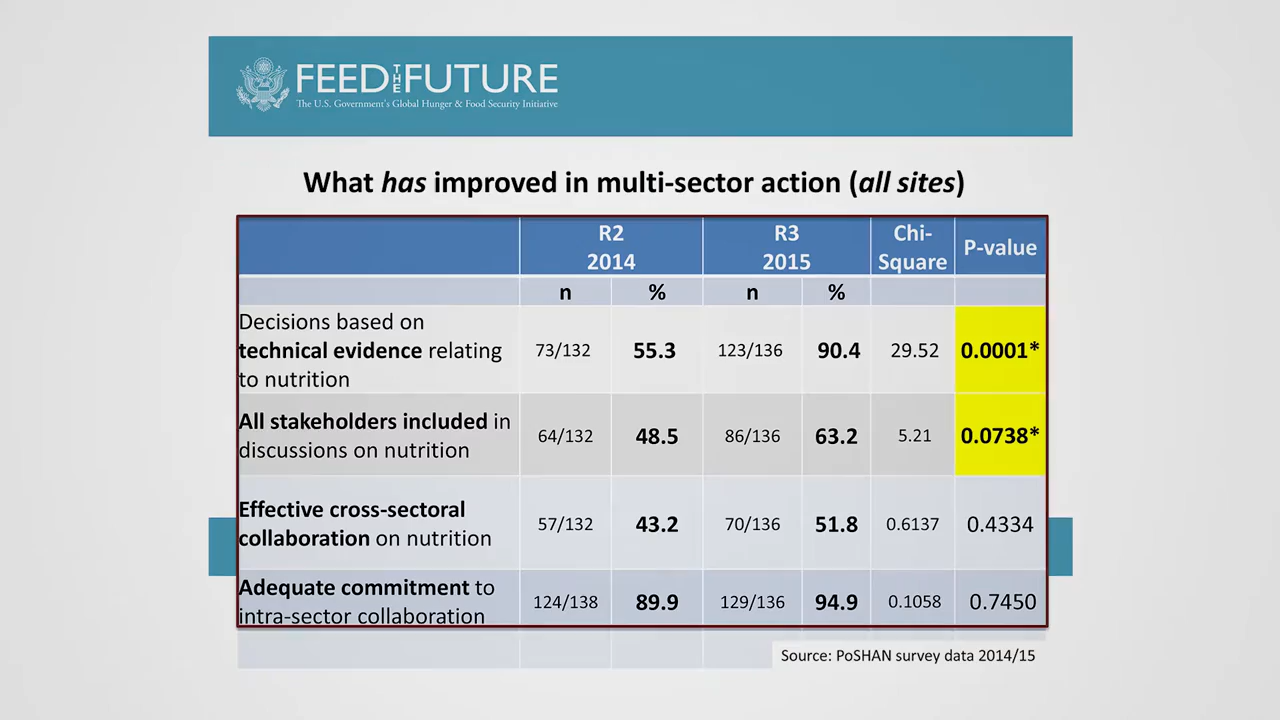 FEED THE FUTURE
The U.S. Government's Global Hunger & Food Security Initiative
What has improved in multi-sector action (all sites)
R2 2014 R3 2015 Chi-Square P-value
n % n %
Decisions based on technical evidence relating to nutrition 73/132 55.3 123/136 90.4 29.52 0.0001*
All stakeholders included in discussions on nutrition 64/132 48.5 86/136 63.2 5.21 0.0738*
Effective cross-sectoral collaboration on nutrition 57/132 43.2 70/136 51.8 0.6137 0.4334
Adequate commitment to intra-sector collaboration 124/138 89.9 129/136 94.9 0.1058 0.7450
Source: PoSHAN survey data 2014/15